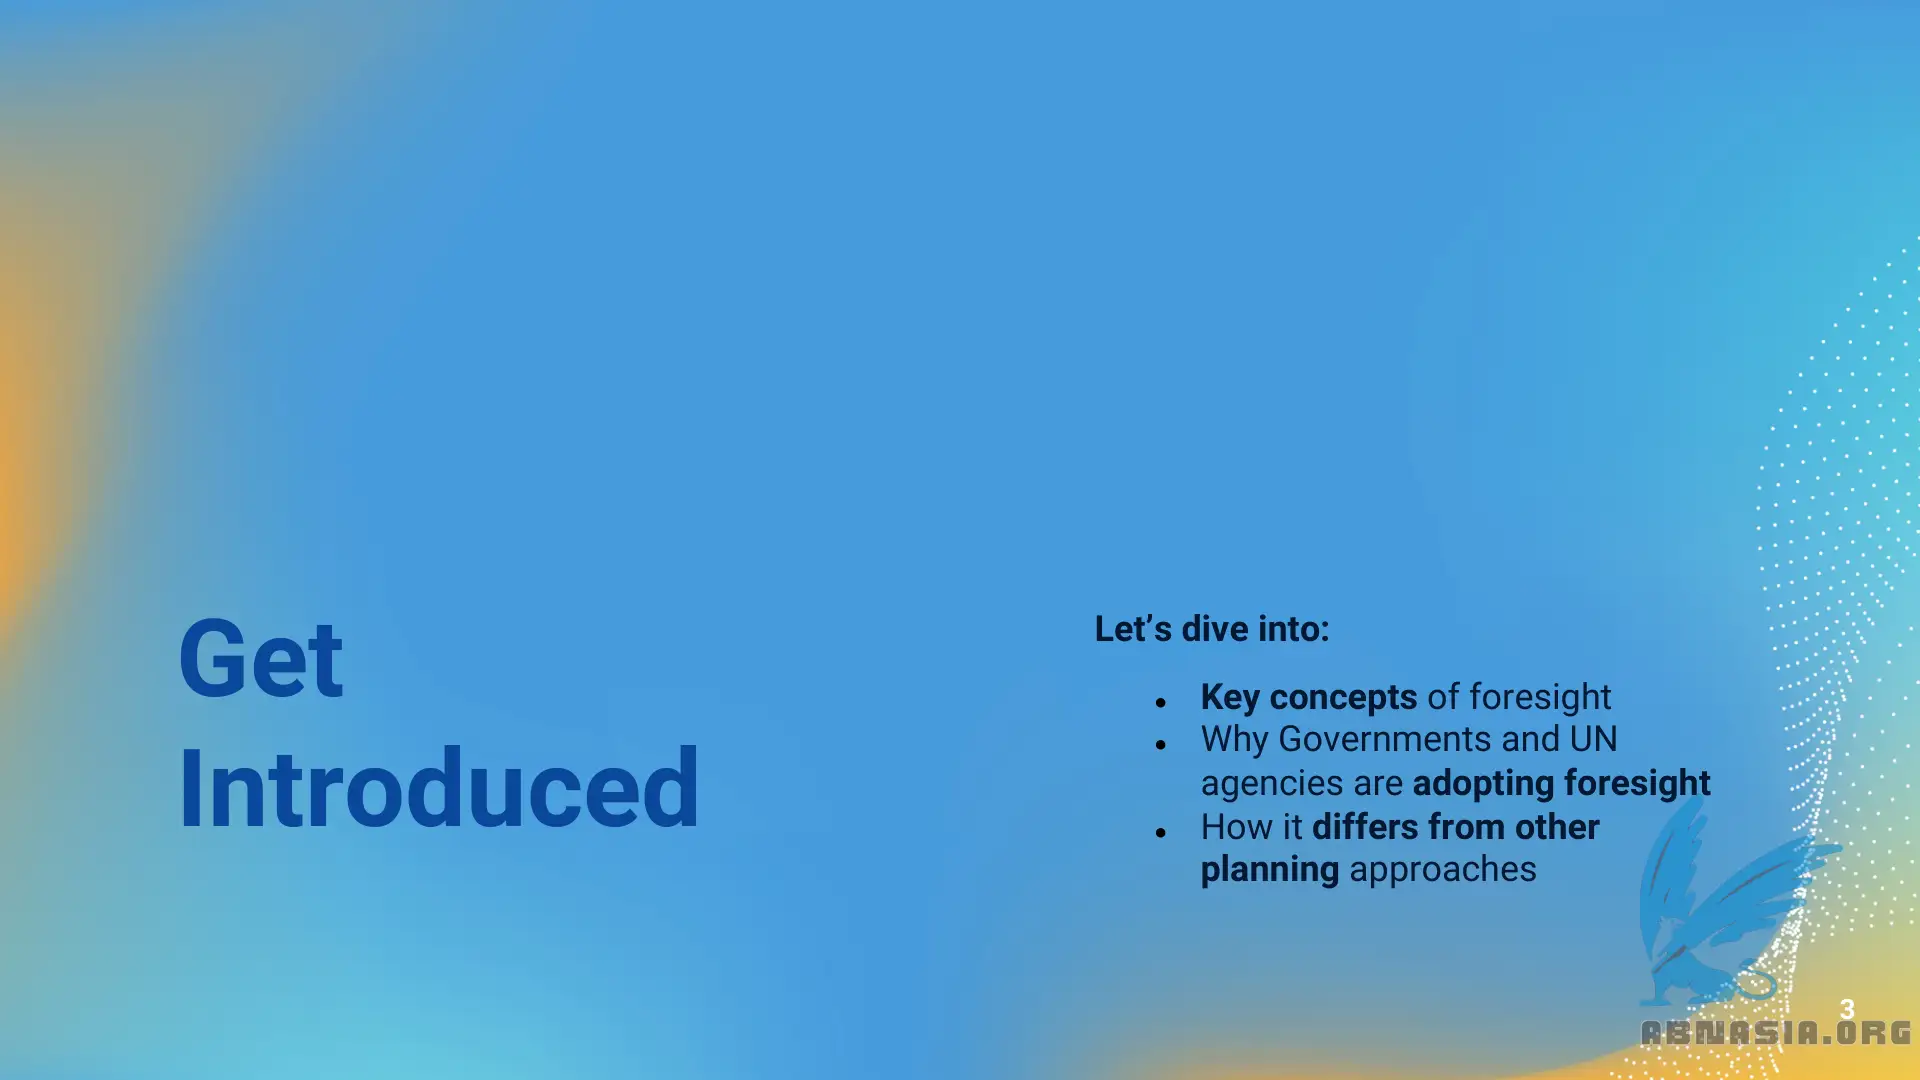 Get
Introduced
Let’s dive into:
• Key concepts of foresight
• Why Governments and UN
agencies are adopting foresight
• How it differs from other
planning approaches
3
ABNASIA.ORG